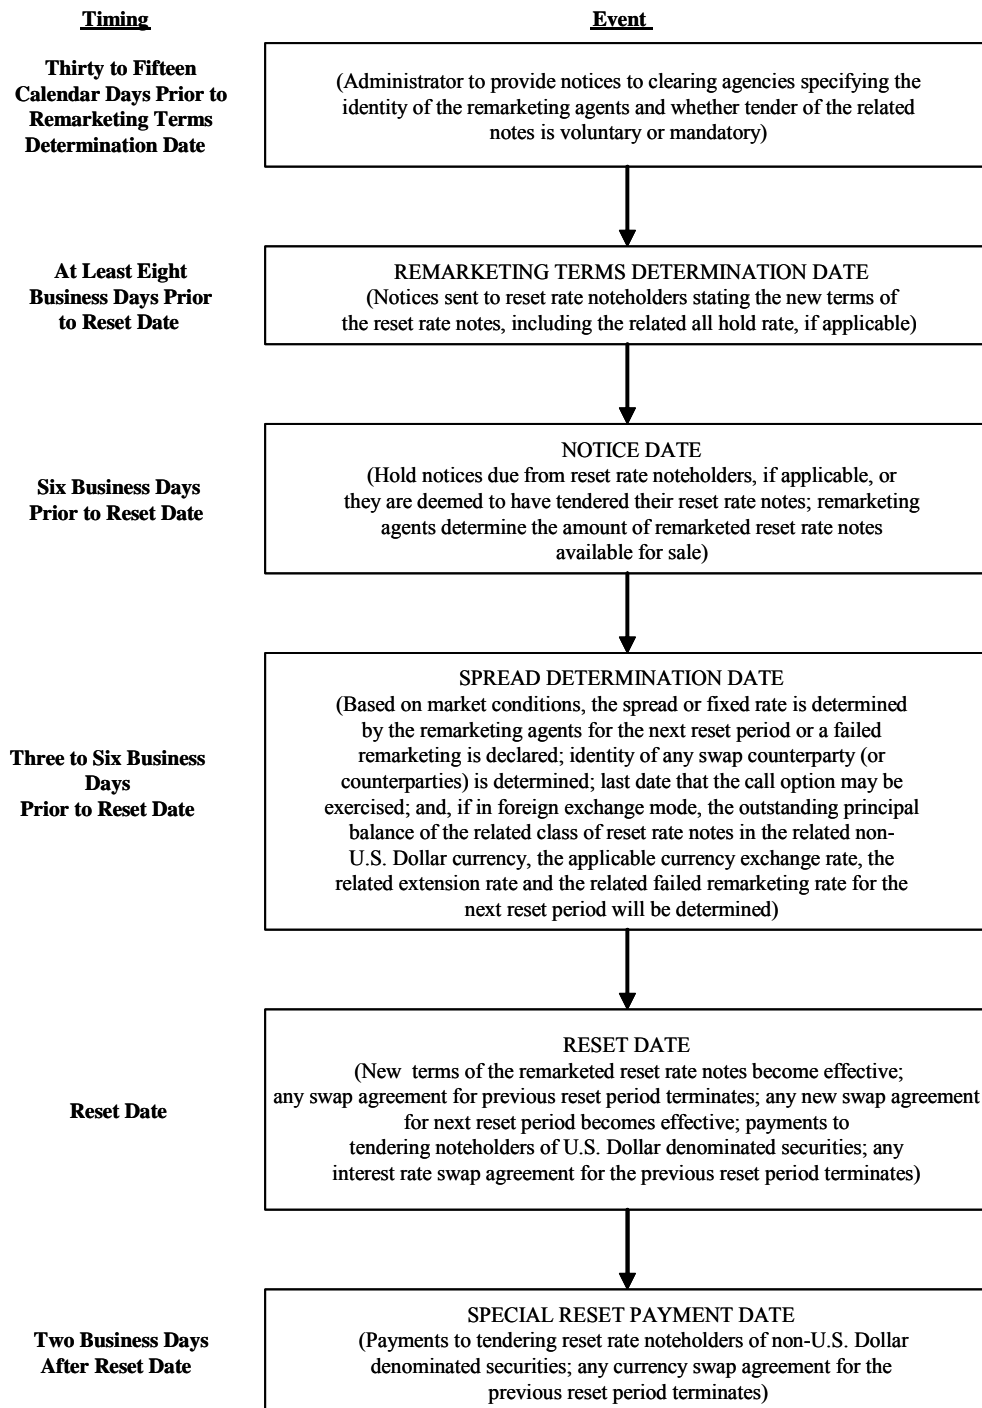 Timing
Event
Thirty to Fifteen
Calendar Days Prior to
Remarketing Terms
Determination Date
(Administrator to provide notices to clearing agencies specifying the
identity of the remarketing agents and whether tender of the related
notes is voluntary or mandatory)
At Least Eight
Business Days Prior
to Reset Date
REMARKETING TERMS DETERMINATION DATE
(Notices sent to reset rate noteholders stating the new terms of
the reset rate notes, including the related all hold rate, if applicable)
Six Business Days
Prior to Reset Date
NOTICE DATE
(Hold notices due from reset rate noteholders, if applicable, or
they are deemed to have tendered their reset rate notes; remarketing
agents determine the amount of remarketed reset rate notes
available for sale)
Three to Six Business
Days
Prior to Reset Date
SPREAD DETERMINATION DATE
(Based on market conditions, the spread or fixed rate is determined
by the remarketing agents for the next reset period or a failed
remarketing is declared; identity of any swap counterparty (or
counterparties) is determined; last date that the call option may be
exercised; and, if in foreign exchange mode, the outstanding principal
balance of the related class of reset rate notes in the related non-
U.S. Dollar currency, the applicable currency exchange rate, the
related extension rate and the related failed remarketing rate for the
next reset period will be determined)
Reset Date
RESET DATE
(New terms of the remarketed reset rate notes become effective;
any swap agreement for previous reset period terminates; any new swap agreement
for next reset period becomes effective; payments to
tendering noteholders of U.S. Dollar denominated securities; any
interest rate swap agreement for the previous reset period terminates)
Two Business Days
After Reset Date
SPECIAL RESET PAYMENT DATE
(Payments to tendering reset rate noteholders of non-U.S. Dollar
denominated securities; any currency swap agreement for the
previous reset period terminates)